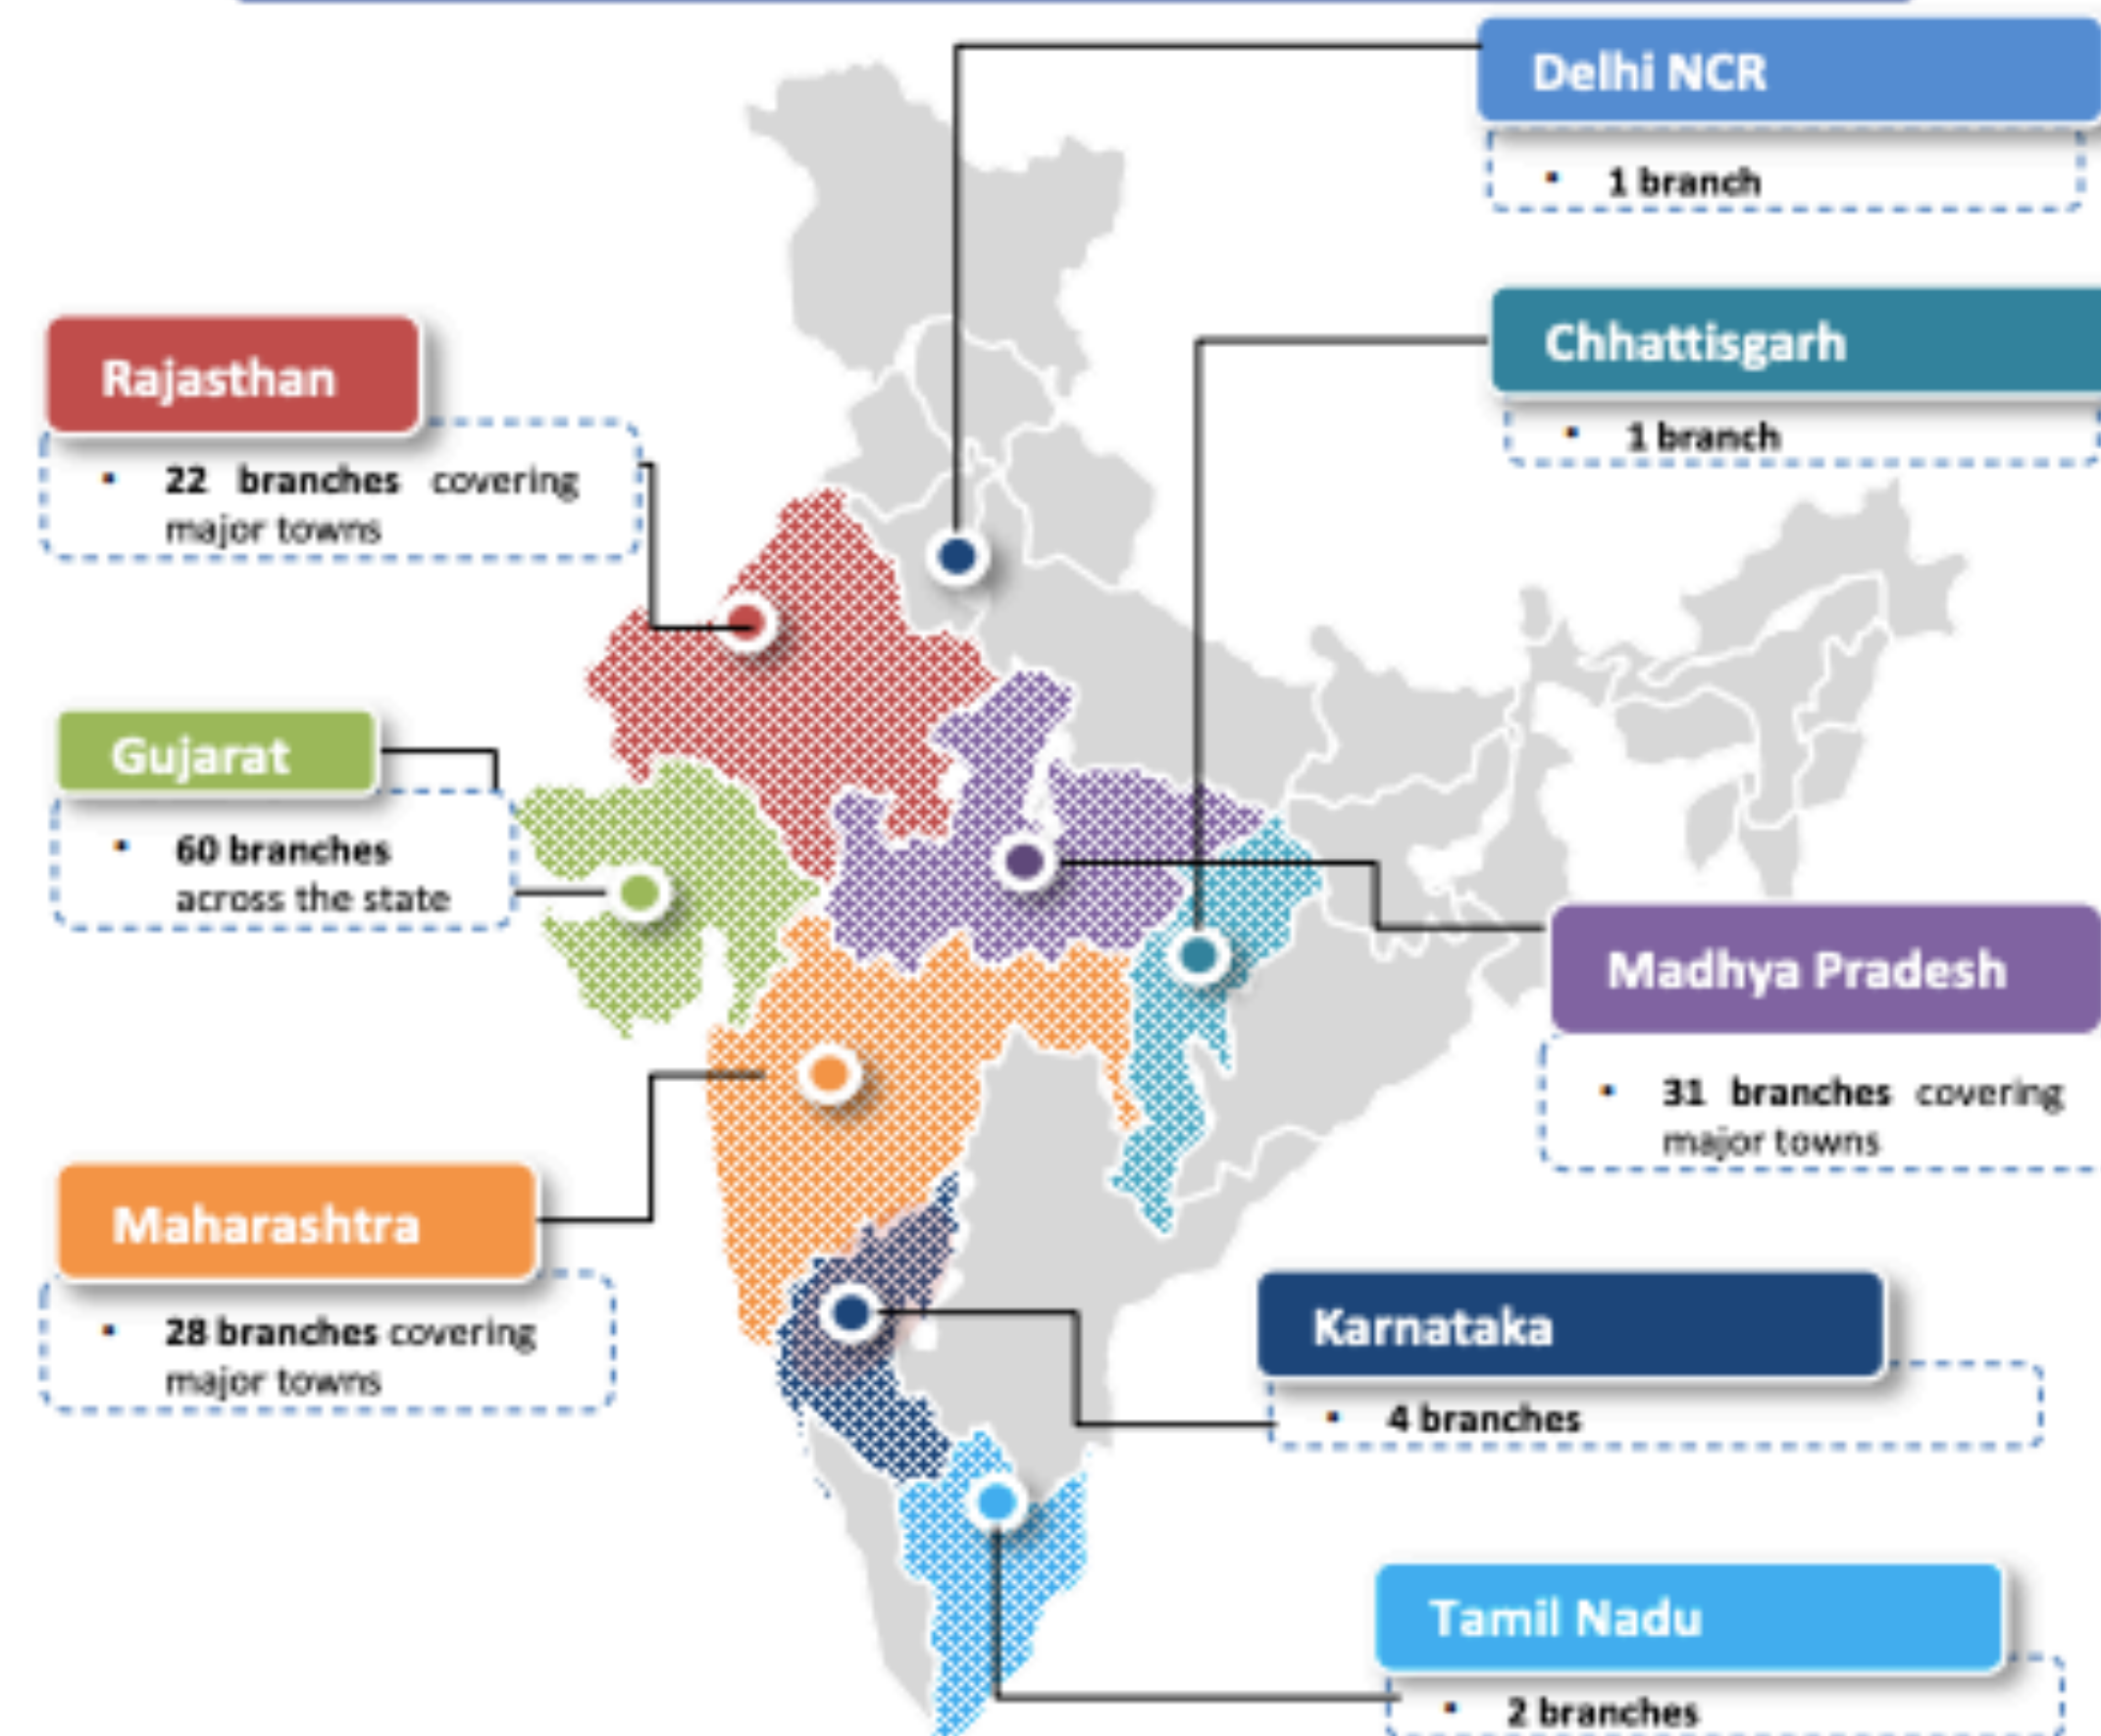 Delhi NCR
▪ 1 branch
Chhattisgarh
▪ 1 branch
Rajasthan
▪ 22 branches covering
major towns
Gujarat
▪ 60 branches
across the state
Madhya Pradesh
▪ 31 branches covering
major towns
Maharashtra
▪ 28 branches covering
major towns
Karnataka
▪ 4 branches
Tamil Nadu
▪ 2 branches